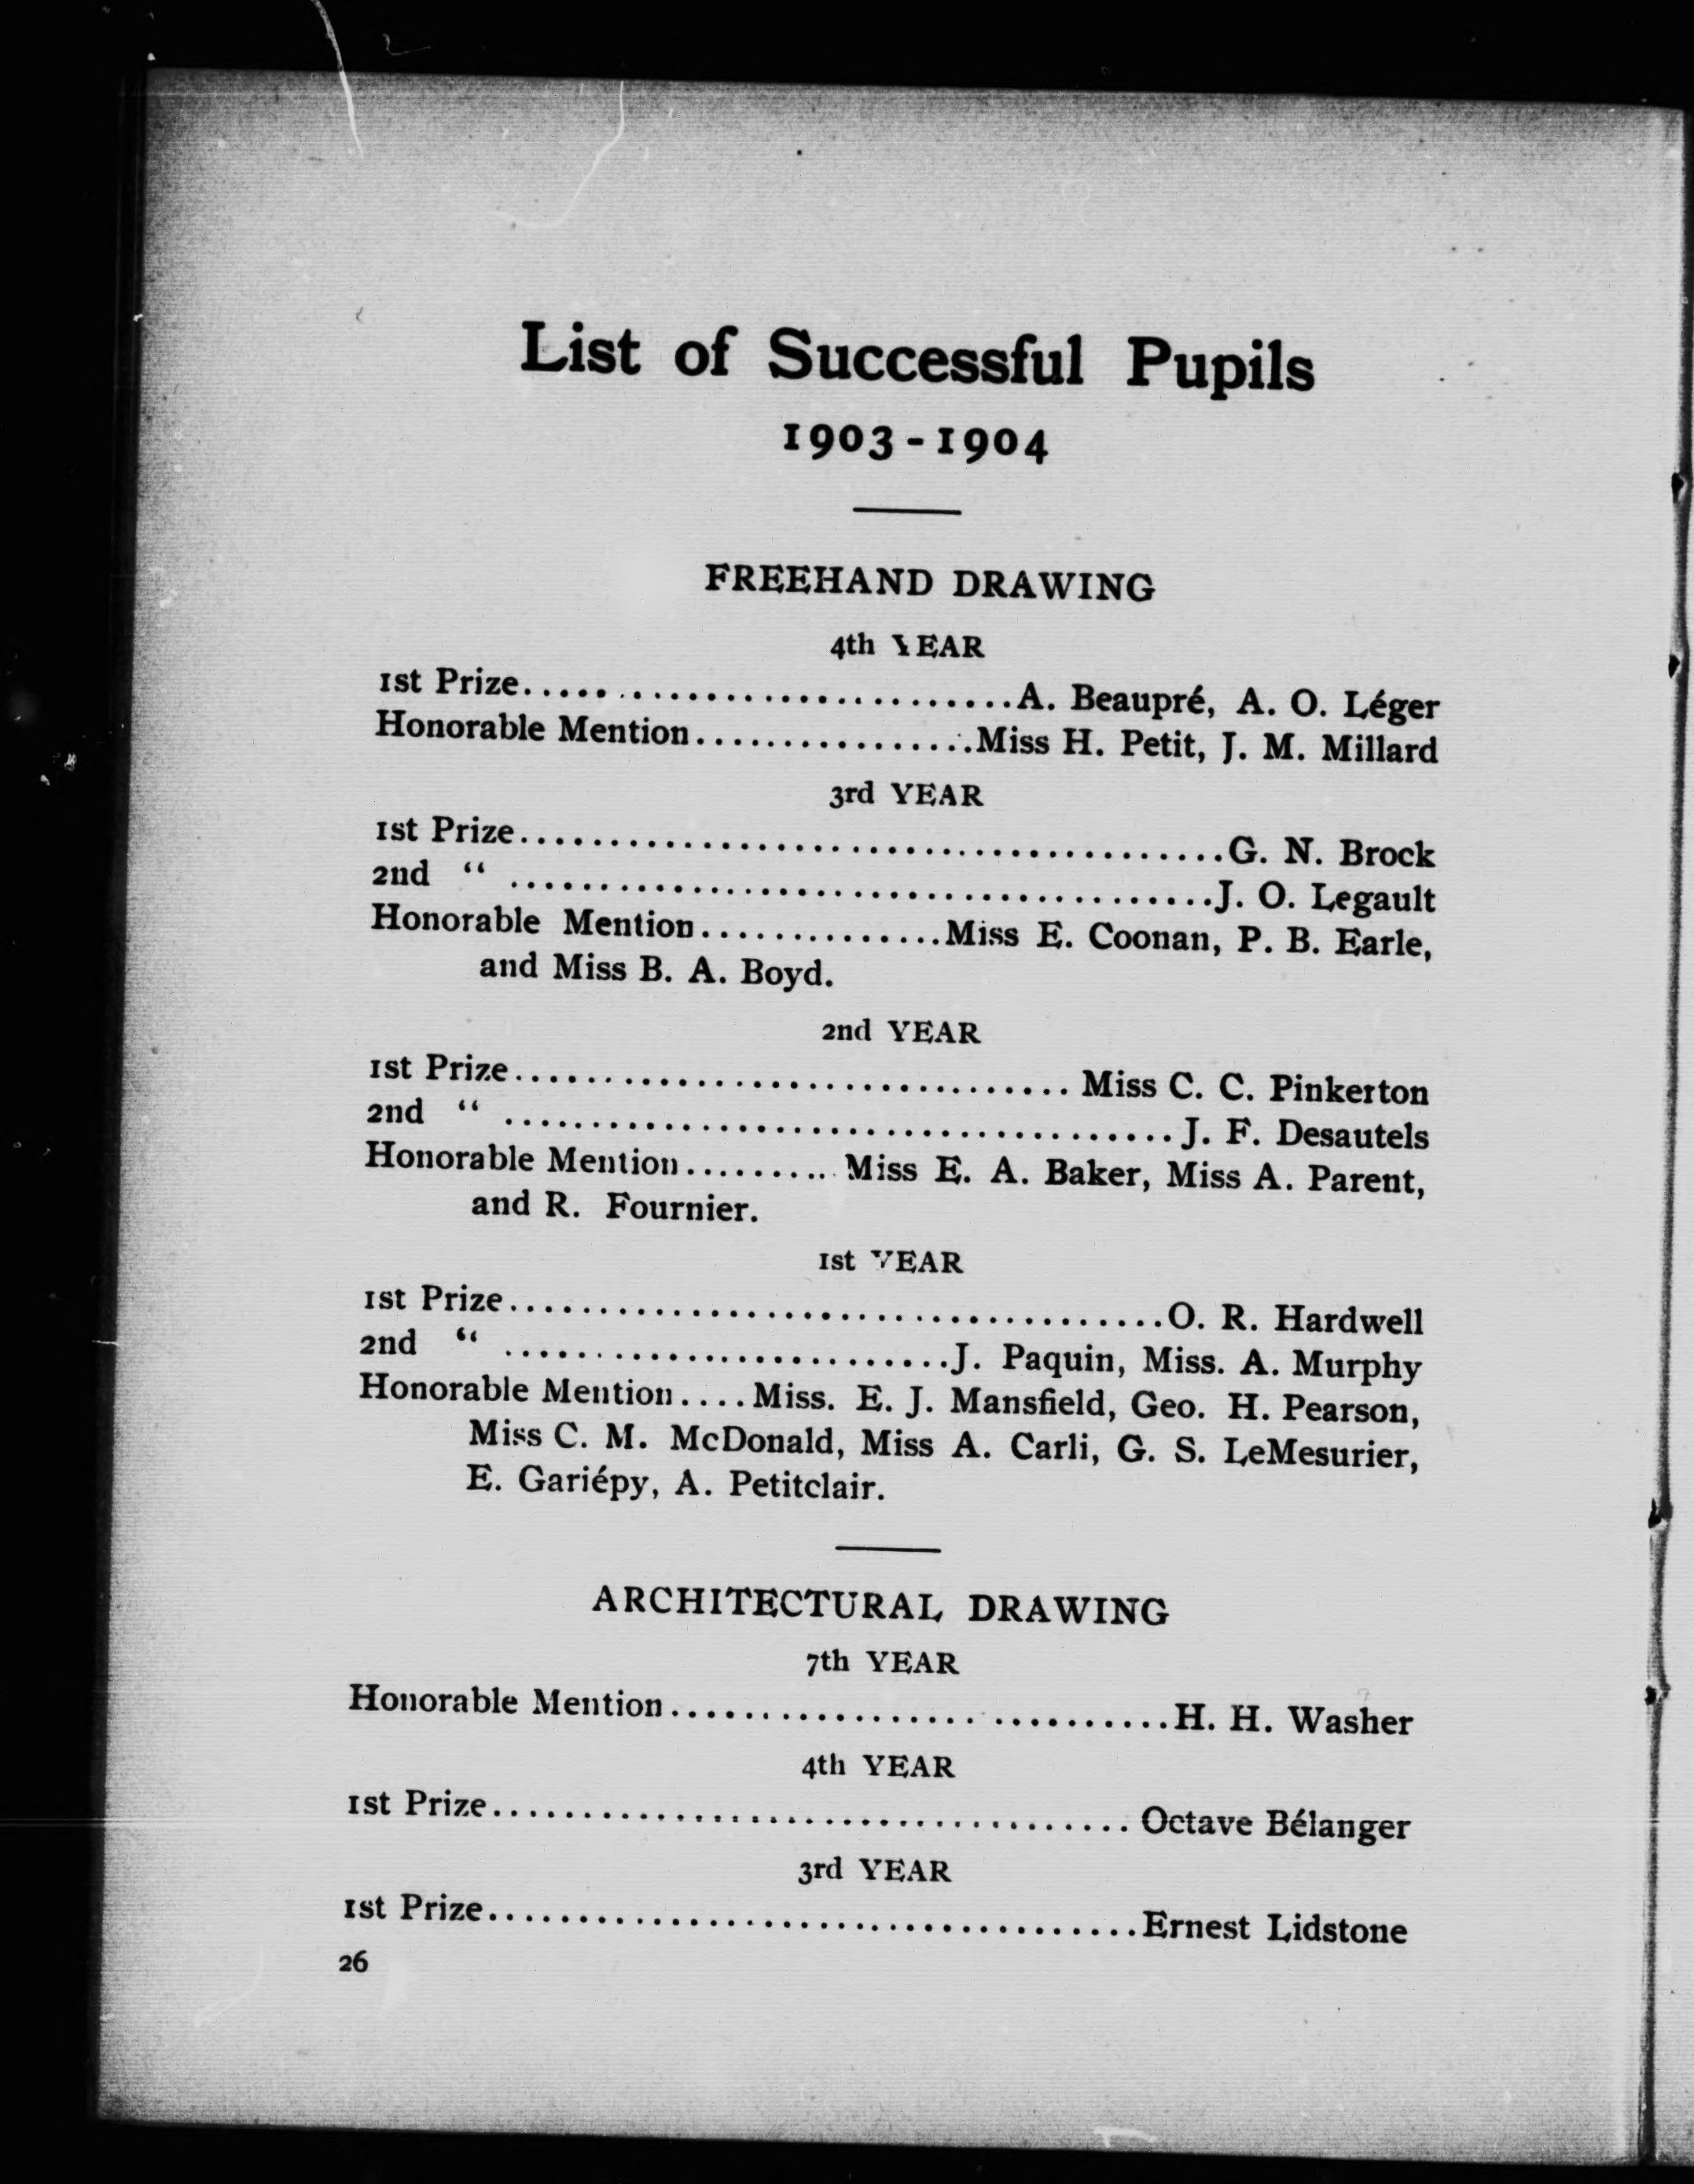 List of Successful Pupils
1903-1904
FREEHAND DRAWING
4th YEAR
1st Prize..............................A. Beaupré, A. O. Léger
Honorable Mention................Miss H. Petit, J. M. Millard
3rd YEAR
1st Prize.......................................G. N. Brock
2nd “ .......................................J. O. Legault
Honorable Mention..............Miss E. Coonan, P. B. Earle,
and Miss B. A. Boyd.
2nd YEAR
1st Prize............................... Miss C. C. Pinkerton
2nd “ .....................................J. F. Desautels
Honorable Mention.......... Miss E. A. Baker, Miss A. Parent,
and R. Fournier.
1st YEAR
1st Prize....................................O. R. Hardwell
2nd “ .........................J. Paquin, Miss. A. Murphy
Honorable Mention....Miss. E. J. Mansfield, Geo. H. Pearson,
Miss C. M. McDonald, Miss A. Carli, G. S. LeMesurier,
E. Gariépy, A. Petitclair.
ARCHITECTURAL DRAWING
7th YEAR
Honorable Mention............................H. H. Washer
4th YEAR
1st Prize................................... Octave Bélanger
3rd YEAR
1st Prize....................................Ernest Lidstone
26